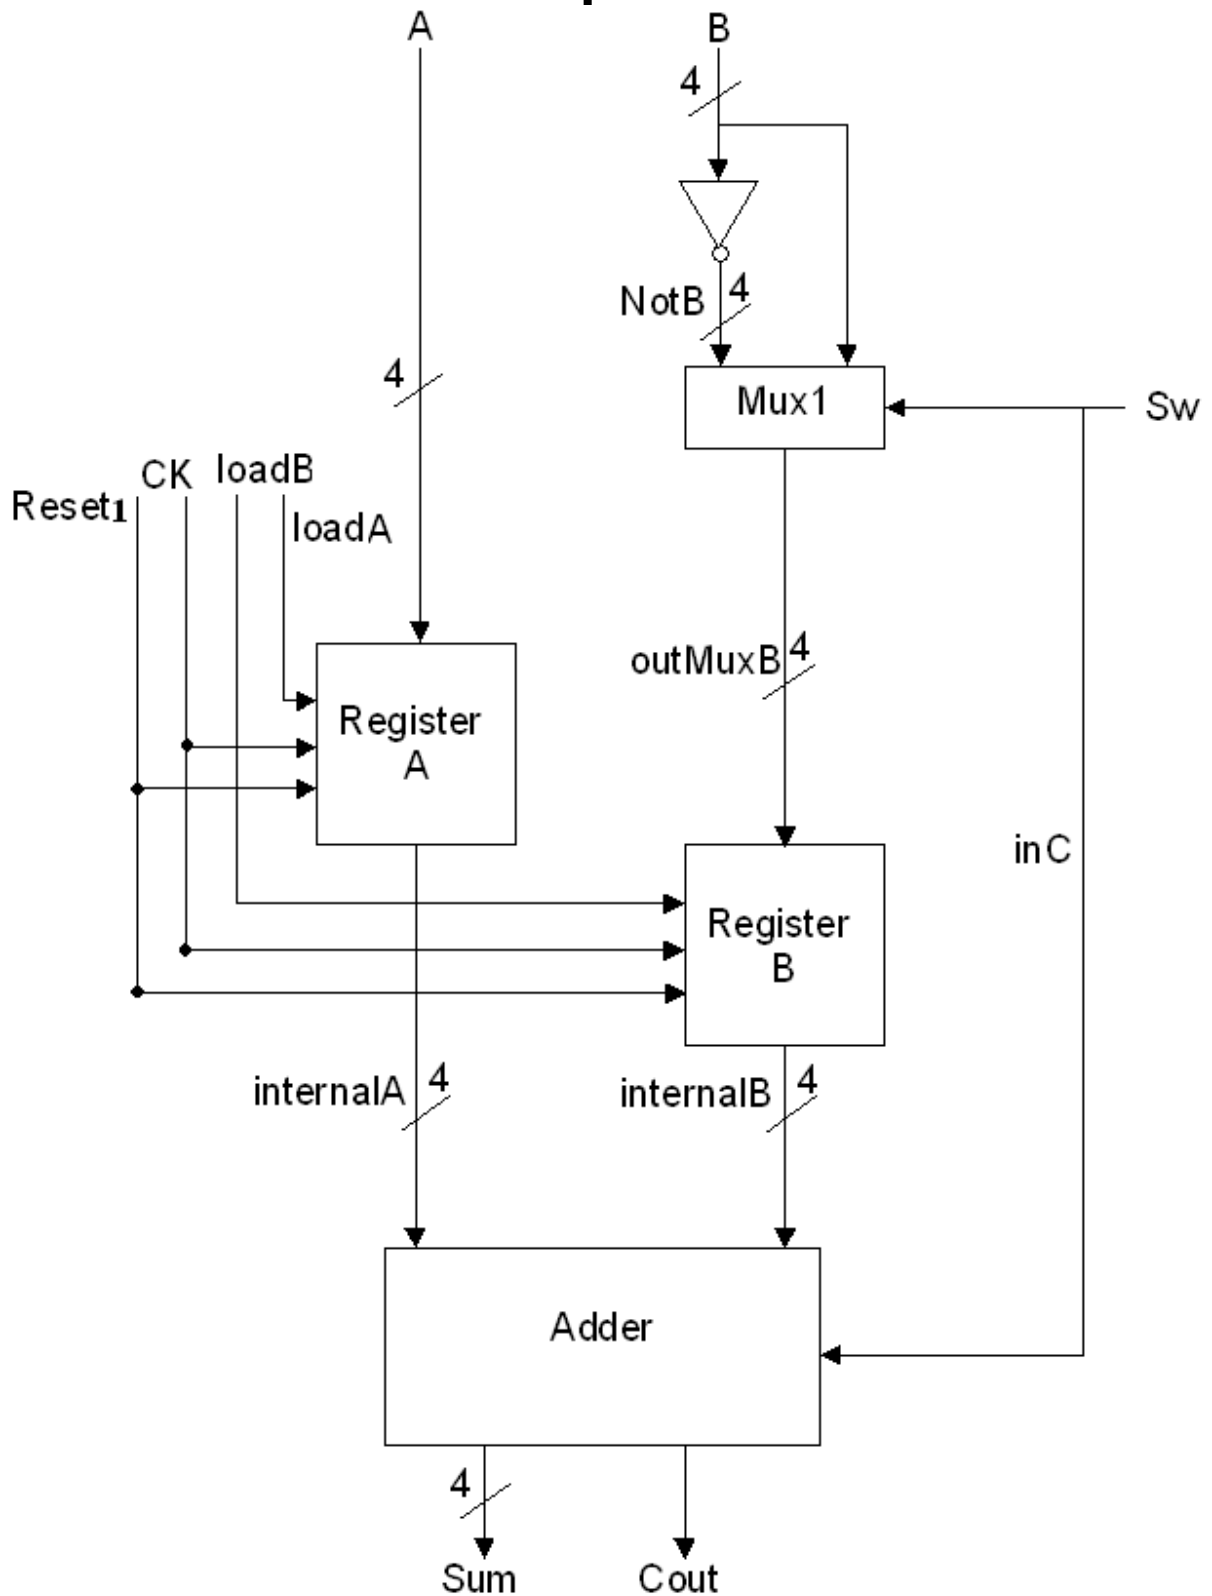 A
B
4
NotB
4
4
Mux1
Sw
CK
loadB
Reset1
loadA
outMuxB
4
Register
A
inC
Register
B
internalA
4
internalB
4
Adder
4
Sum
Cout